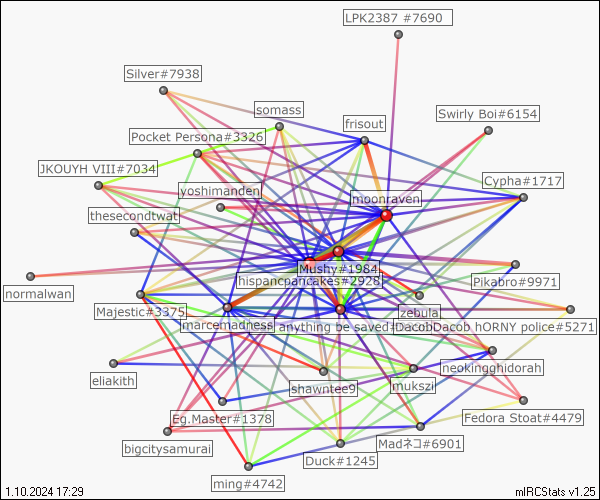 LPK2387 #7690
Silver#7938
somass
frisout
Swirly Boi#6154
Pocket Persona#3326
JKOUYH VIII#7034
yoshimanden
moonraven
Cypha#1717
thesecondtwat
Mushy#1984
hispancpancakes#2928
Pikabro#9971
normalwan
Majestic#3375
zebula
marcemadness
anything be saved
DacobDacob hORNY police#5271
eliakith
shawntee9
mukszil
neokingghidorah
Eg.Master#1378
Fedora Stoat#4479
bigcitysamurai
Duck#1245
Madネコ#6901
ming#4742
1.10.2024 17:29
mIRCStats v1.25